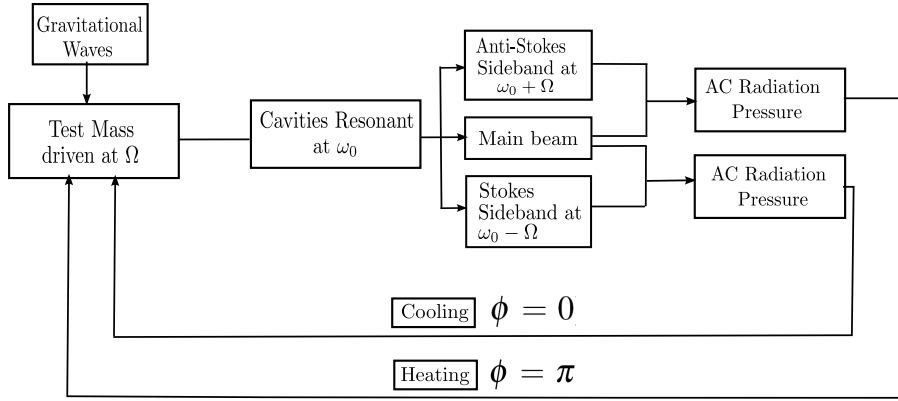 Gravitational
Waves
Test Mass
driven at Ω
Cavities Resonant
at ω₀
Anti-Stokes
Sideband at
ω₀ + Ω
Main beam
Stokes
Sideband at
ω₀ − Ω
AC Radiation
Pressure
AC Radiation
Pressure
Cooling ϕ = 0
Heating ϕ = π